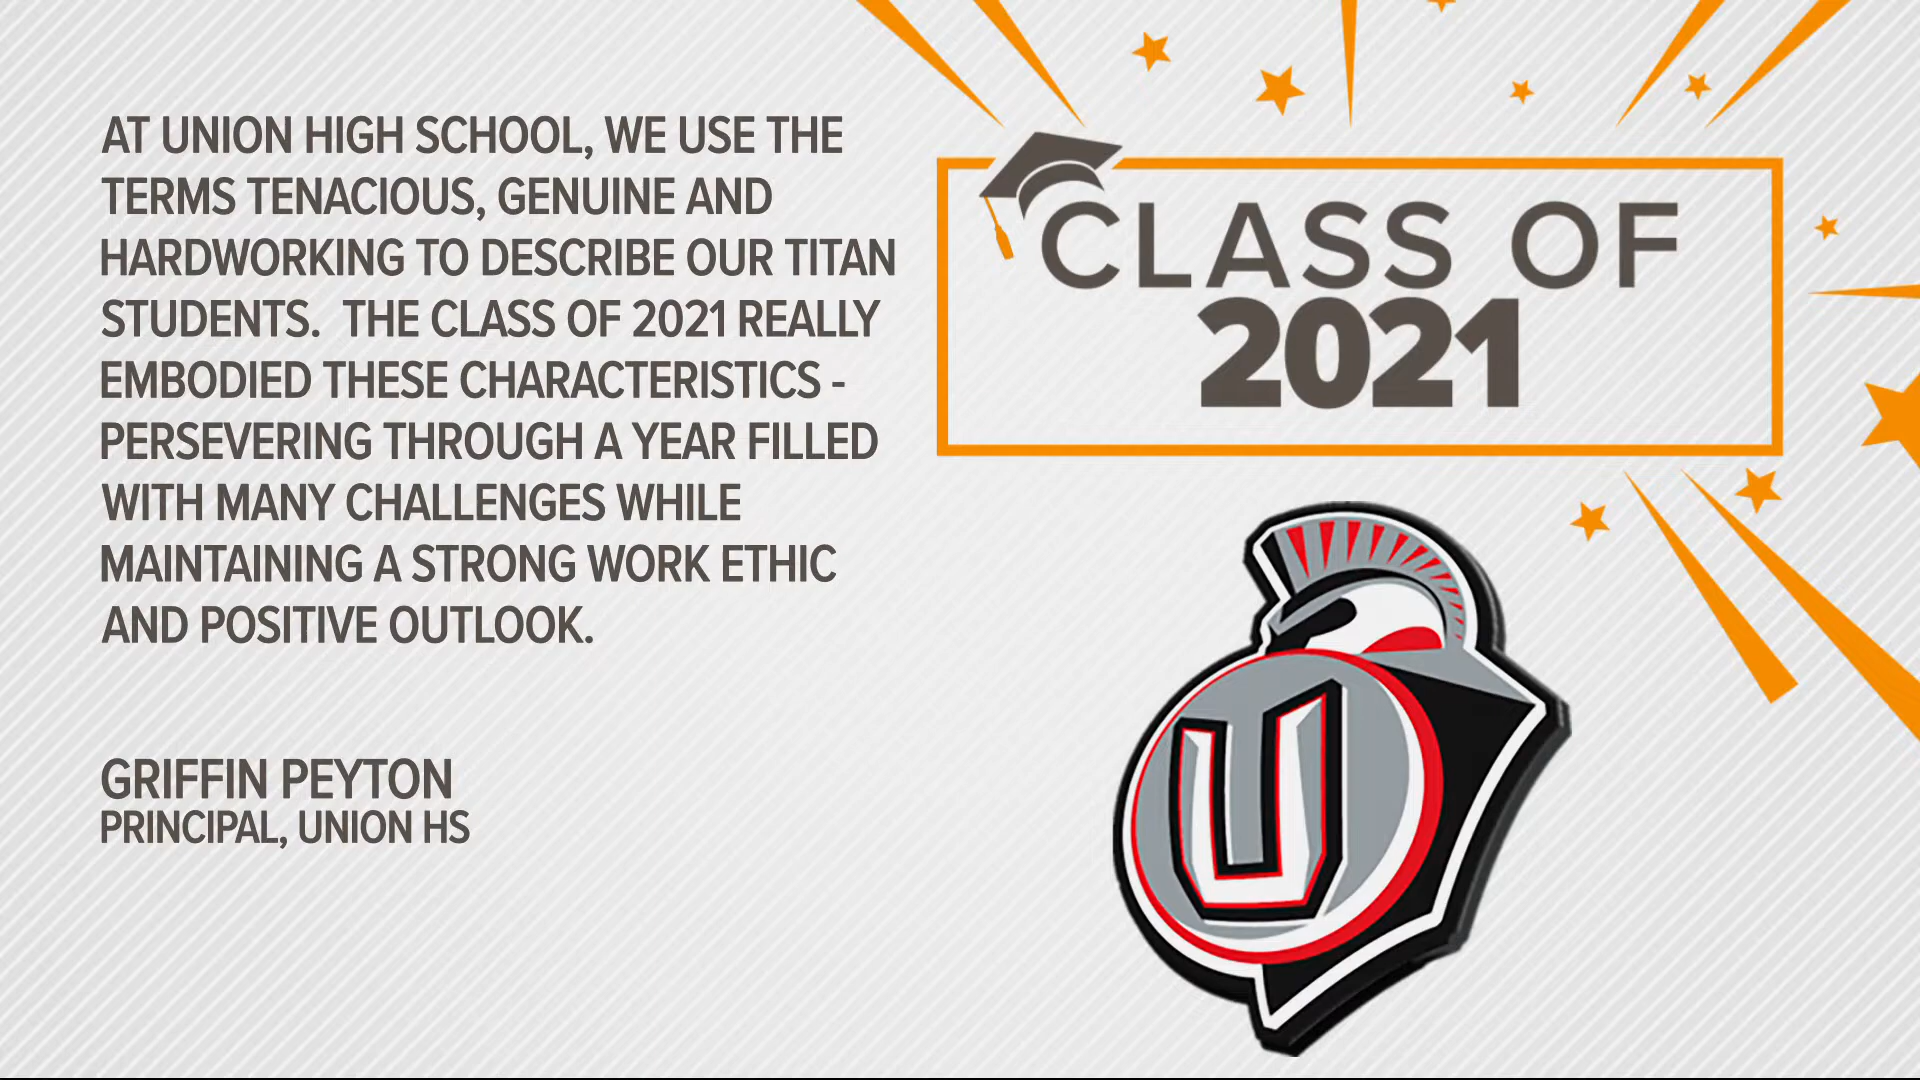 AT UNION HIGH SCHOOL, WE USE THE
TERMS TENACIOUS, GENUINE AND
HARDWORKING TO DESCRIBE OUR TITAN
STUDENTS.  THE CLASS OF 2021 REALLY
EMBODIED THESE CHARACTERISTICS -
PERSEVERING THROUGH A YEAR FILLED
WITH MANY CHALLENGES WHILE
MAINTAINING A STRONG WORK ETHIC
AND POSITIVE OUTLOOK.
GRIFFIN PEYTON
PRINCIPAL, UNION HS
CLASS OF
2021
U